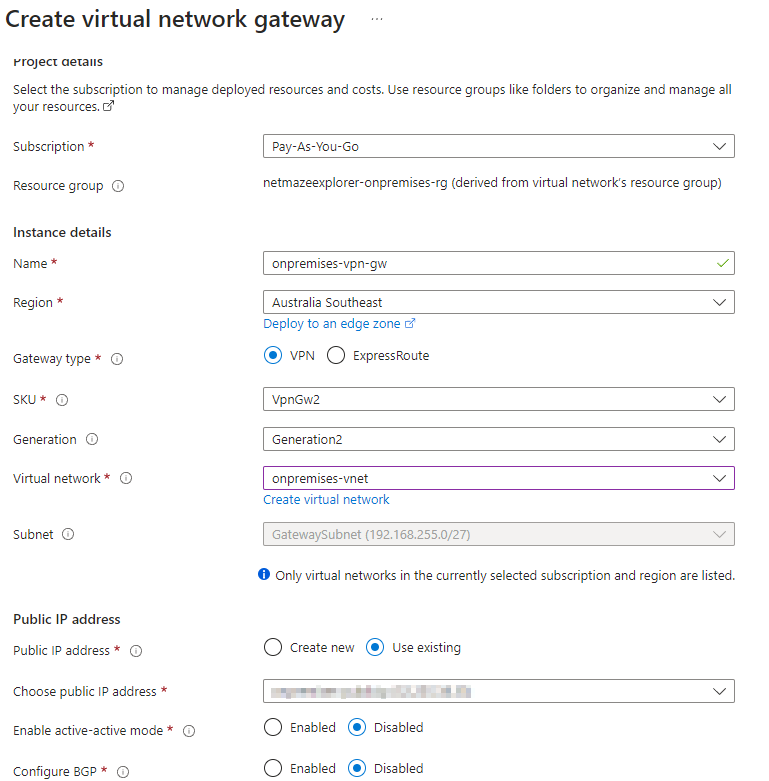 Create virtual network gateway ...
Project details
Select the subscription to manage deployed resources and costs. Use resource groups like folders to organize and manage all
your resources.
Subscription * Pay-As-You-Go
Resource group netmazeexplorer-onpremises-rg (derived from virtual network's resource group)
Instance details
Name * onpremises-vpn-gw
Region * Australia Southeast
Deploy to an edge zone
Gateway type * VPN ExpressRoute
SKU * VpnGw2
Generation Generation2
Virtual network * onpremises-vnet
Create virtual network
Subnet GatewaySubnet (192.168.255.0/27)
Only virtual networks in the currently selected subscription and region are listed.
Public IP address
Public IP address * Create new Use existing
Choose public IP address *
Enable active-active mode * Enabled Disabled
Configure BGP * Enabled Disabled